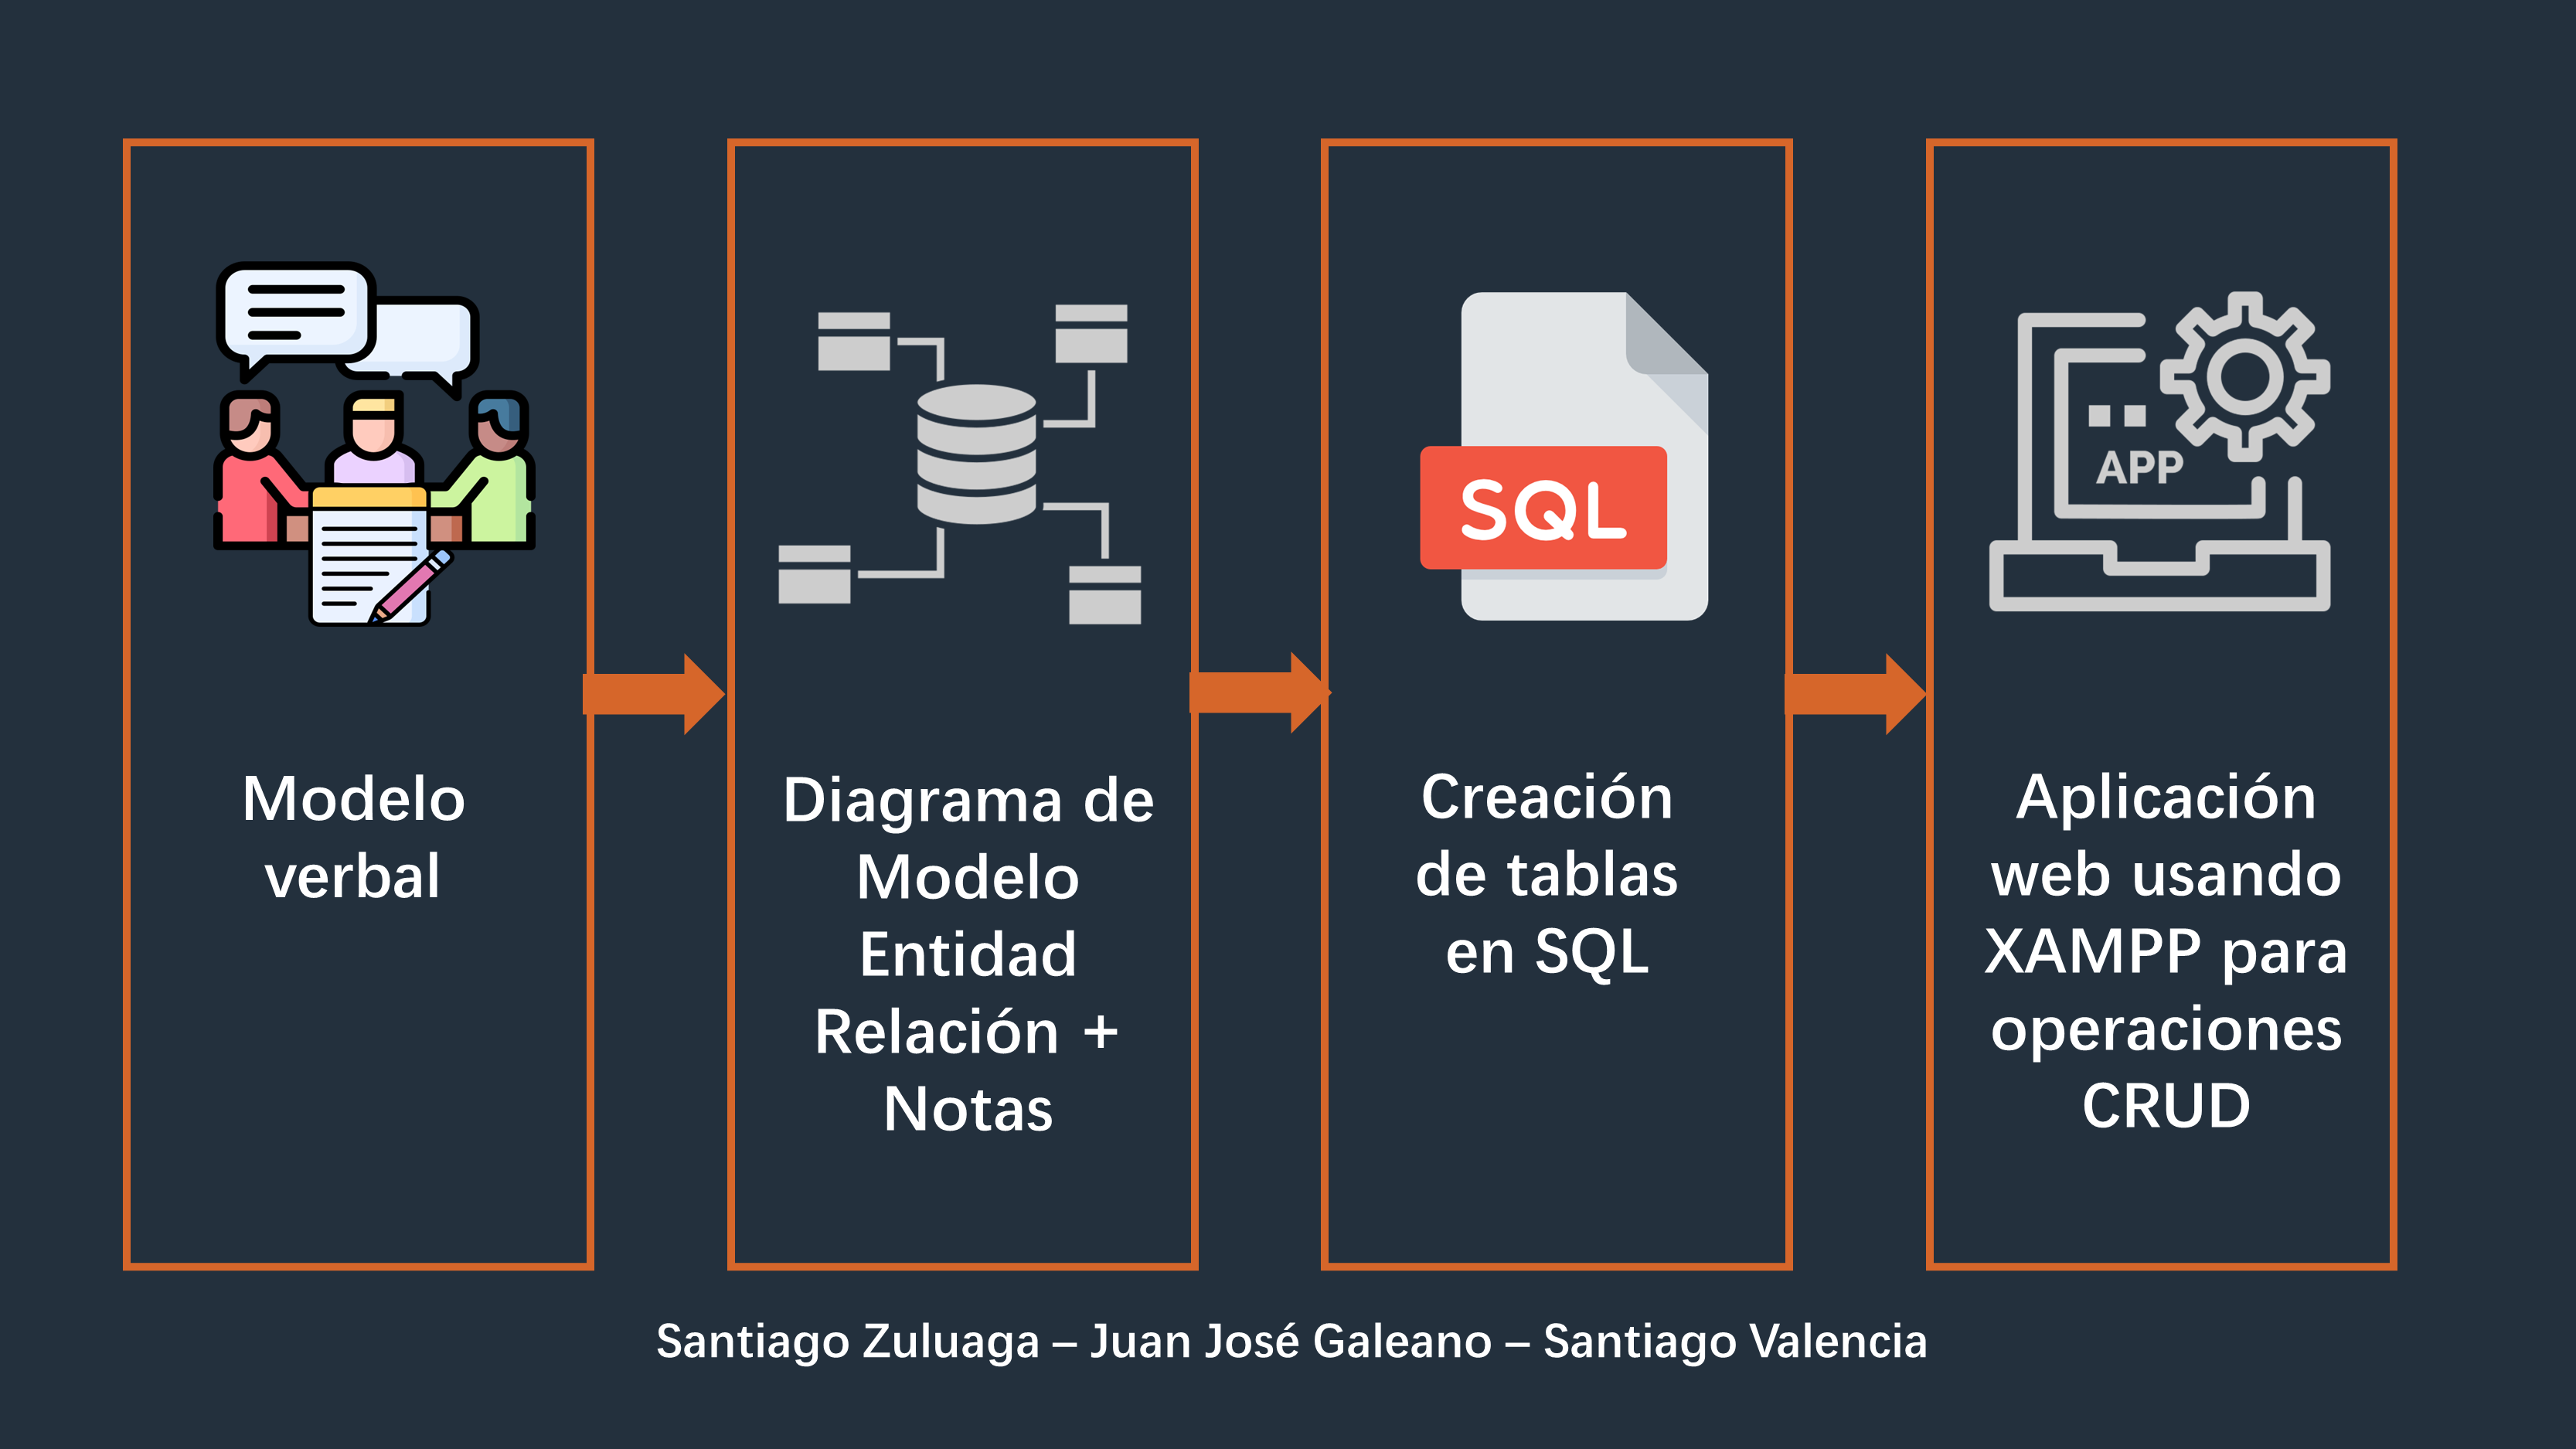 SQL
APP
Modelo
verbal
Diagrama de
Modelo
Entidad
Relación +
Notas
Creación
de tablas
en SQL
Aplicación
web usando
XAMPP para
operaciones
CRUD
Santiago Zuluaga – Juan José Galeano – Santiago Valencia